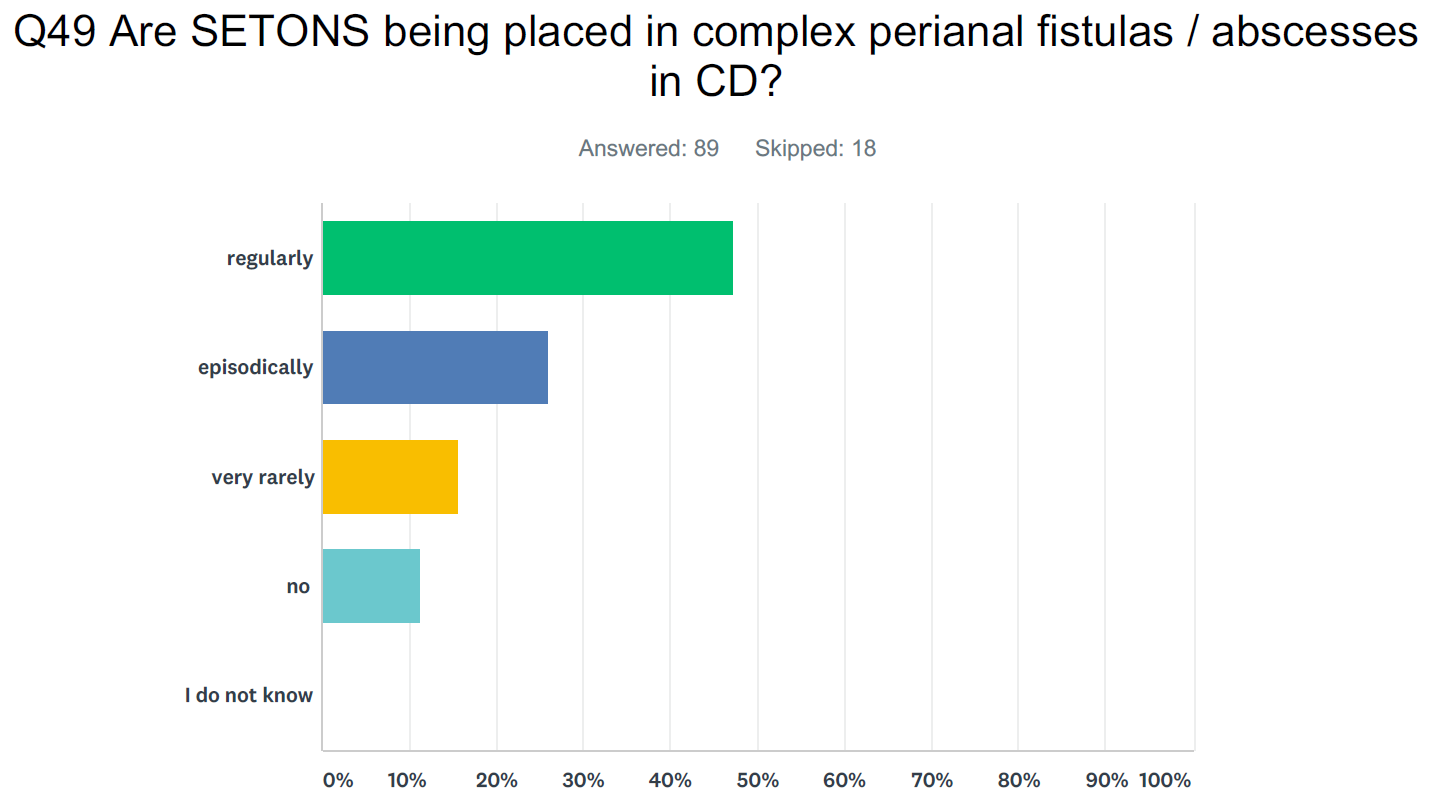 Q49 Are SETONS being placed in complex perianal fistulas / abscesses
in CD?
Answered: 89 Skipped: 18
regularly
episodically
very rarely
no
I do not know
0% 10% 20% 30% 40% 50% 60% 70% 80% 90% 100%